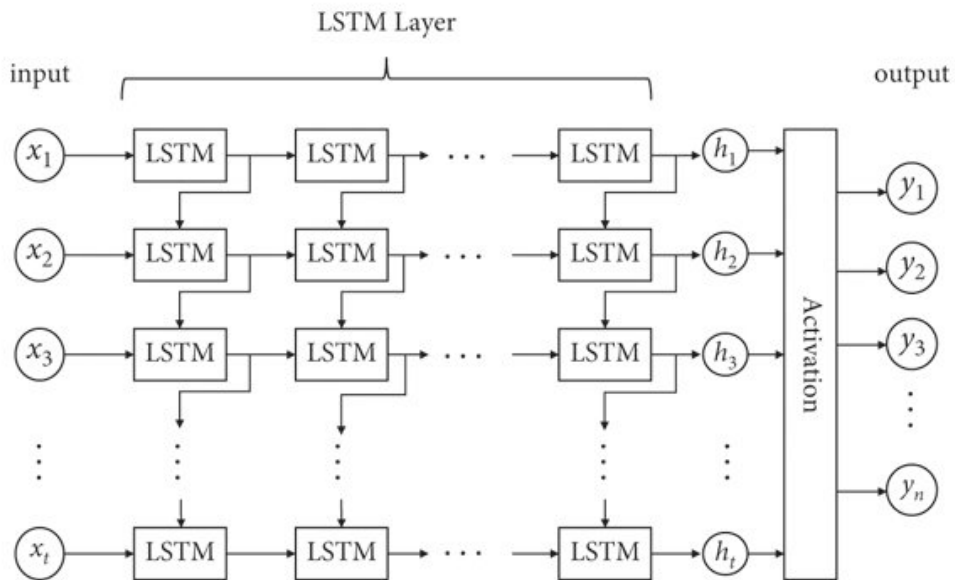 LSTM Layer
input
output
x₁ LSTM LSTM ... LSTM h₁
y₁
x₂ LSTM LSTM ... LSTM h₂
y₂
Activation
x₃ LSTM LSTM ... LSTM h₃
y₃
yₙ
xₜ LSTM LSTM ... LSTM hₜ